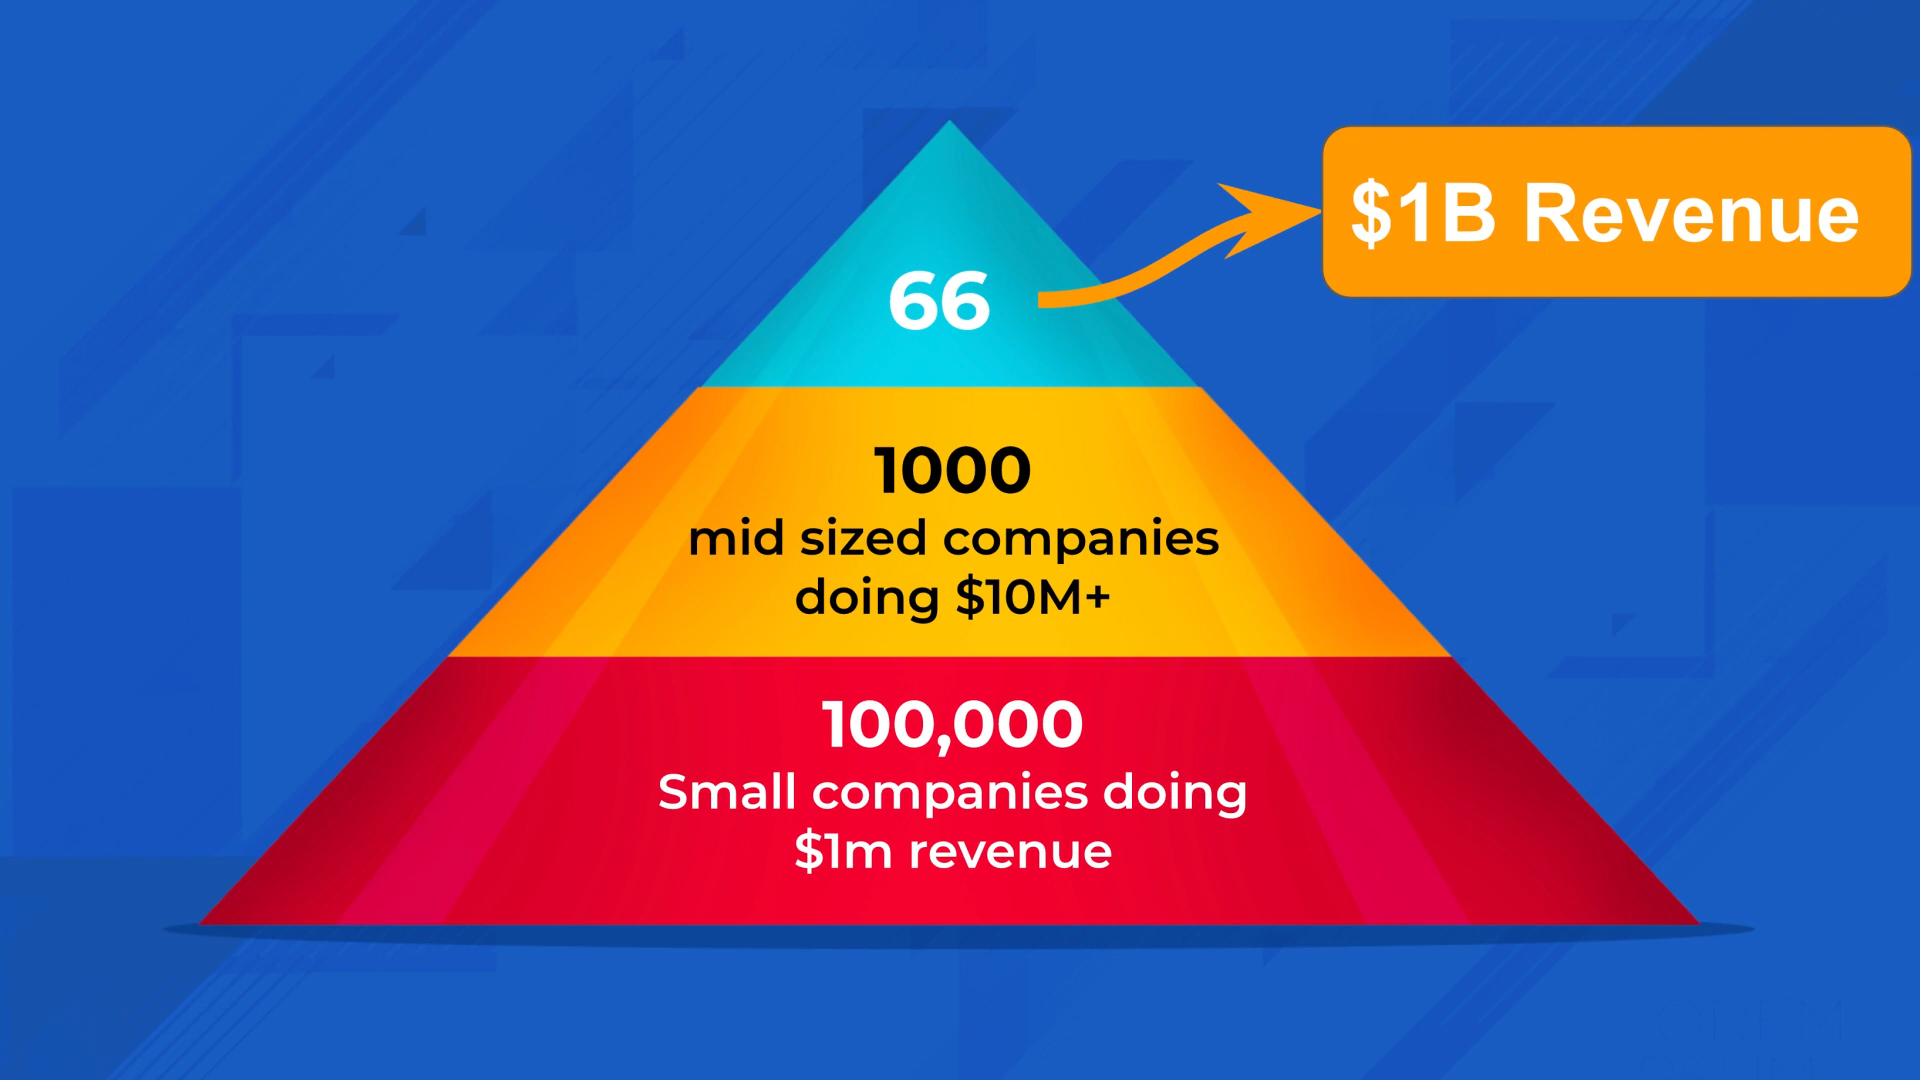 66
$1B Revenue
1000
mid sized companies
doing $10M+
100,000
Small companies doing
$1m revenue